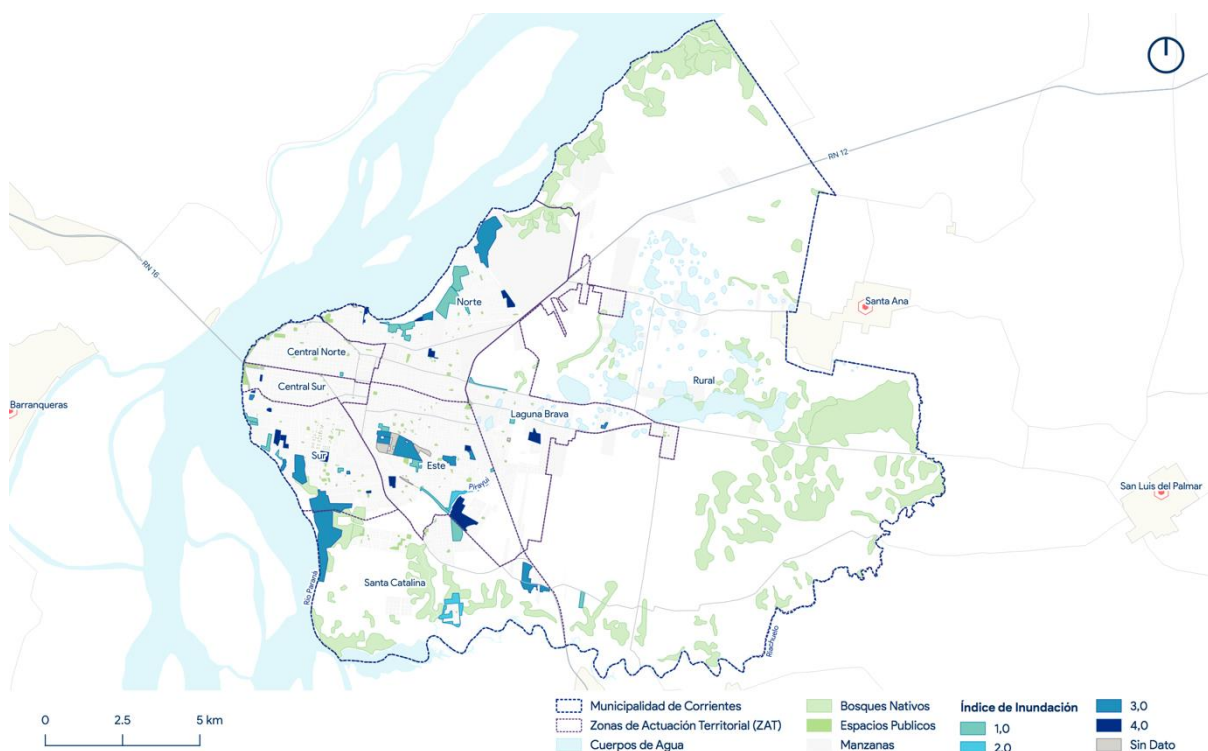 RN 12
RN 16
Santa Ana
Norte
Central Norte
Central Sur
Rural
Barranqueras
Laguna Brava
Sur
Este
Pirayui
San Luis del Palmar
Santa Catalina
Río Paraná
Riachuelo
0 2.5 5 km
Municipalidad de Corrientes
Zonas de Actuación Territorial (ZAT)
Cuerpos de Agua
Bosques Nativos
Espacios Publicos
Manzanas
Índice de Inundación
1,0
2,0
3,0
4,0
Sin Dato